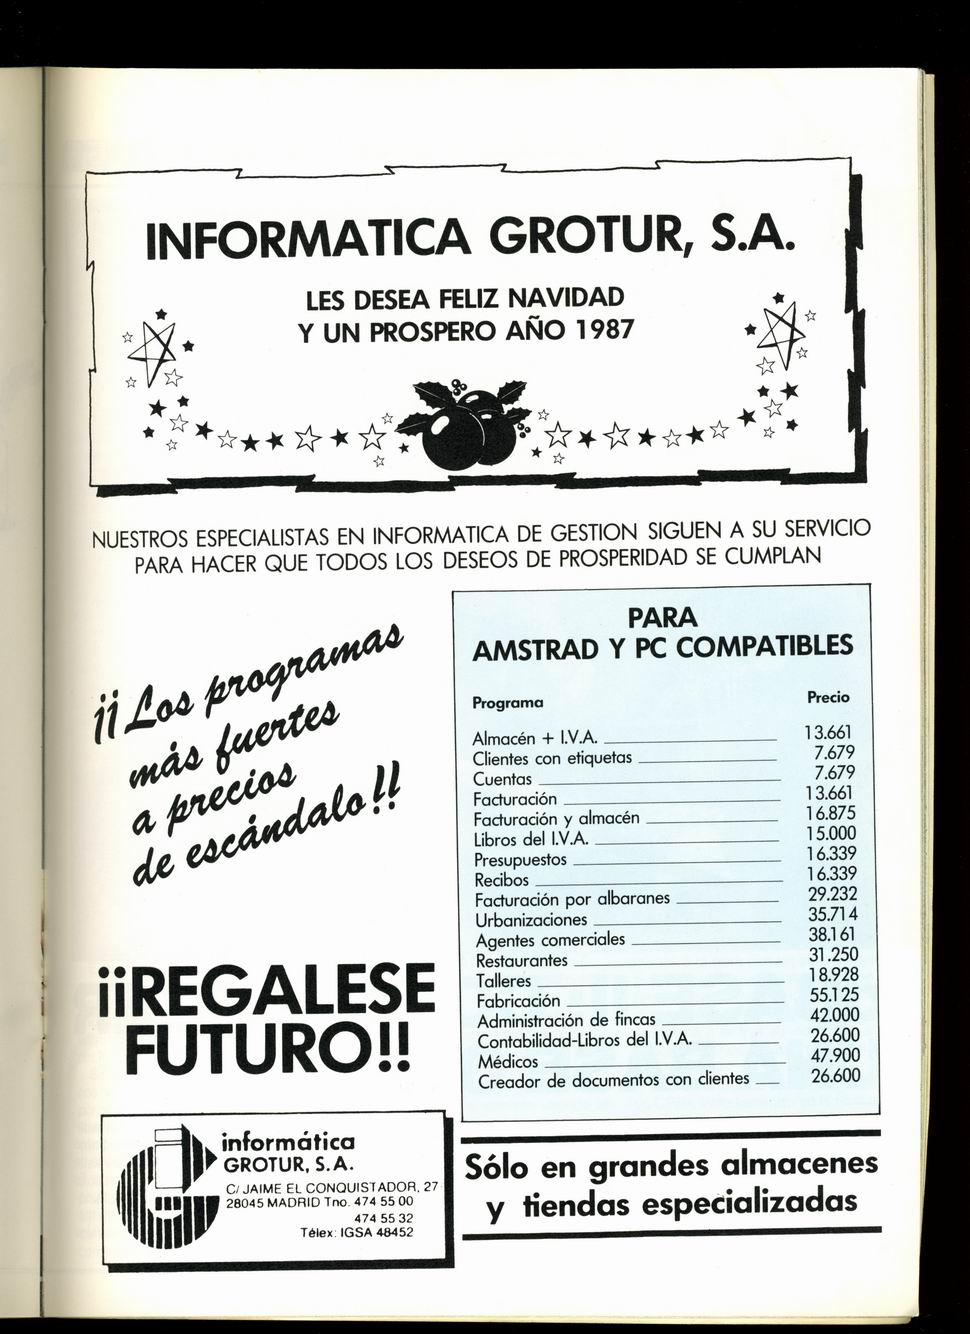 INFORMATICA GROTUR, S.A.
LES DESEA FELIZ NAVIDAD
Y UN PROSPERO AÑO 1987
NUESTROS ESPECIALISTAS EN INFORMATICA DE GESTION SIGUEN A SU SERVICIO
PARA HACER QUE TODOS LOS DESEOS DE PROSPERIDAD SE CUMPLAN
¡¡Los programas
más fuertes
a precios
de escándalo!!
¡¡REGALESE
FUTURO!!
informática
GROTUR, S.A.
C/ JAIME EL CONQUISTADOR, 27
28045 MADRID Tno. 474 55 00
474 55 32
Télex: IGSA 48452
PARA
AMSTRAD Y PC COMPATIBLES
Programa Precio
Almacén + I.V.A. 13.661
Clientes con etiquetas 7.679
Cuentas 7.679
Facturación 13.661
Facturación y almacén 16.875
Libros del I.V.A. 15.000
Presupuestos 16.339
Recibos 16.339
Facturación por albaranes 29.232
Urbanizaciones 35.714
Agentes comerciales 38.161
Restaurantes 31.250
Talleres 18.928
Fabricación 55.125
Administración de fincas 42.000
Contabilidad-Libros del I.V.A. 26.600
Médicos 47.900
Creador de documentos con clientes 26.600
Sólo en grandes almacenes
y tiendas especializadas